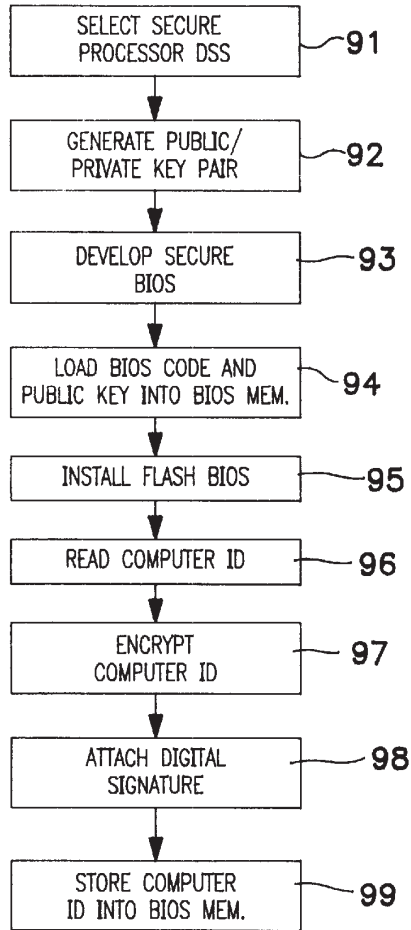 SELECT SECURE
PROCESSOR DSS
91
GENERATE PUBLIC/
PRIVATE KEY PAIR
92
DEVELOP SECURE
BIOS
93
LOAD BIOS CODE AND
PUBLIC KEY INTO BIOS MEM.
94
INSTALL FLASH BIOS
95
READ COMPUTER ID
96
ENCRYPT
COMPUTER ID
97
ATTACH DIGITAL
SIGNATURE
98
STORE COMPUTER
ID INTO BIOS MEM.
99